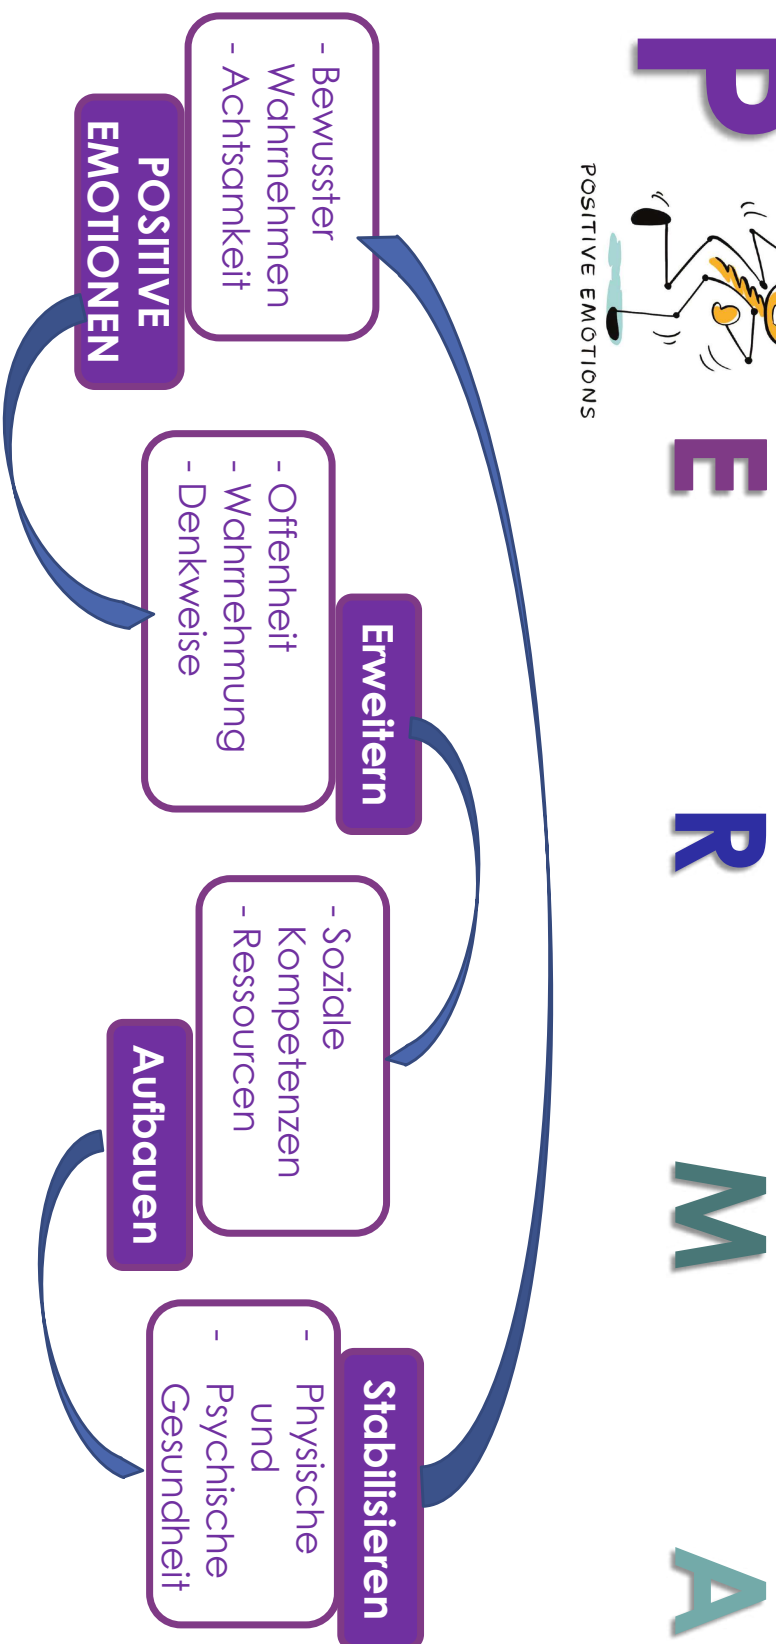 P E R M A
POSITIVE EMOTIONS
- Bewusster
Wahrnehmen
- Achtsamkeit
POSITIVE
EMOTIONEN
Erweitern
- Offenheit
- Wahrnehmung
- Denkweise
- Soziale
Kompetenzen
- Ressourcen
Aufbauen
Stabilisieren
- Physische
und
- Psychische
Gesundheit